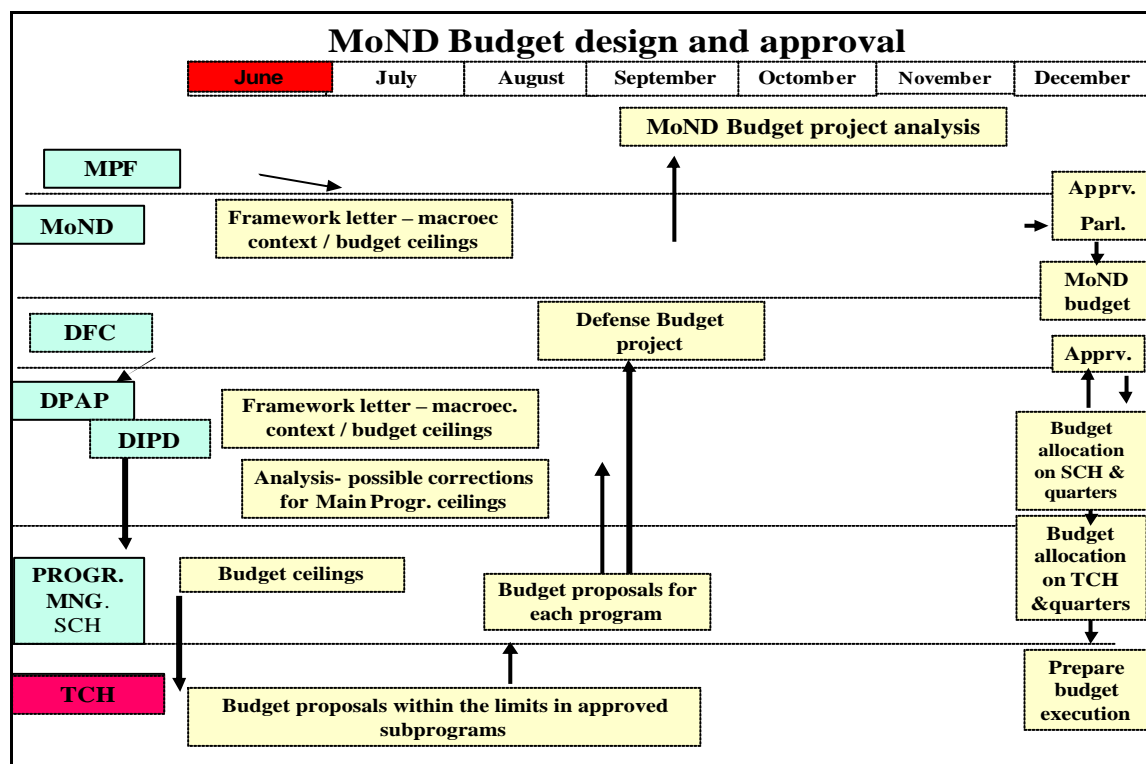 MoND Budget design and approval
June
July
August
September
Octomber
November
December
MoND Budget project analysis
MPF
Apprv.
Parl.
MoND
Framework letter – macroec
context / budget ceilings
MoND
budget
DFC
Defense Budget
project
Apprv.
DPAP
DIPD
Framework letter – macroec.
context / budget ceilings
Budget
allocation
on SCH &
quarters
Analysis- possible corrections
for Main Progr. ceilings
Budget
allocation
on TCH
&quarters
PROGR.
MNG.
SCH
Budget ceilings
Budget proposals for
each program
TCH
Budget proposals within the limits in approved
subprograms
Prepare
budget
execution